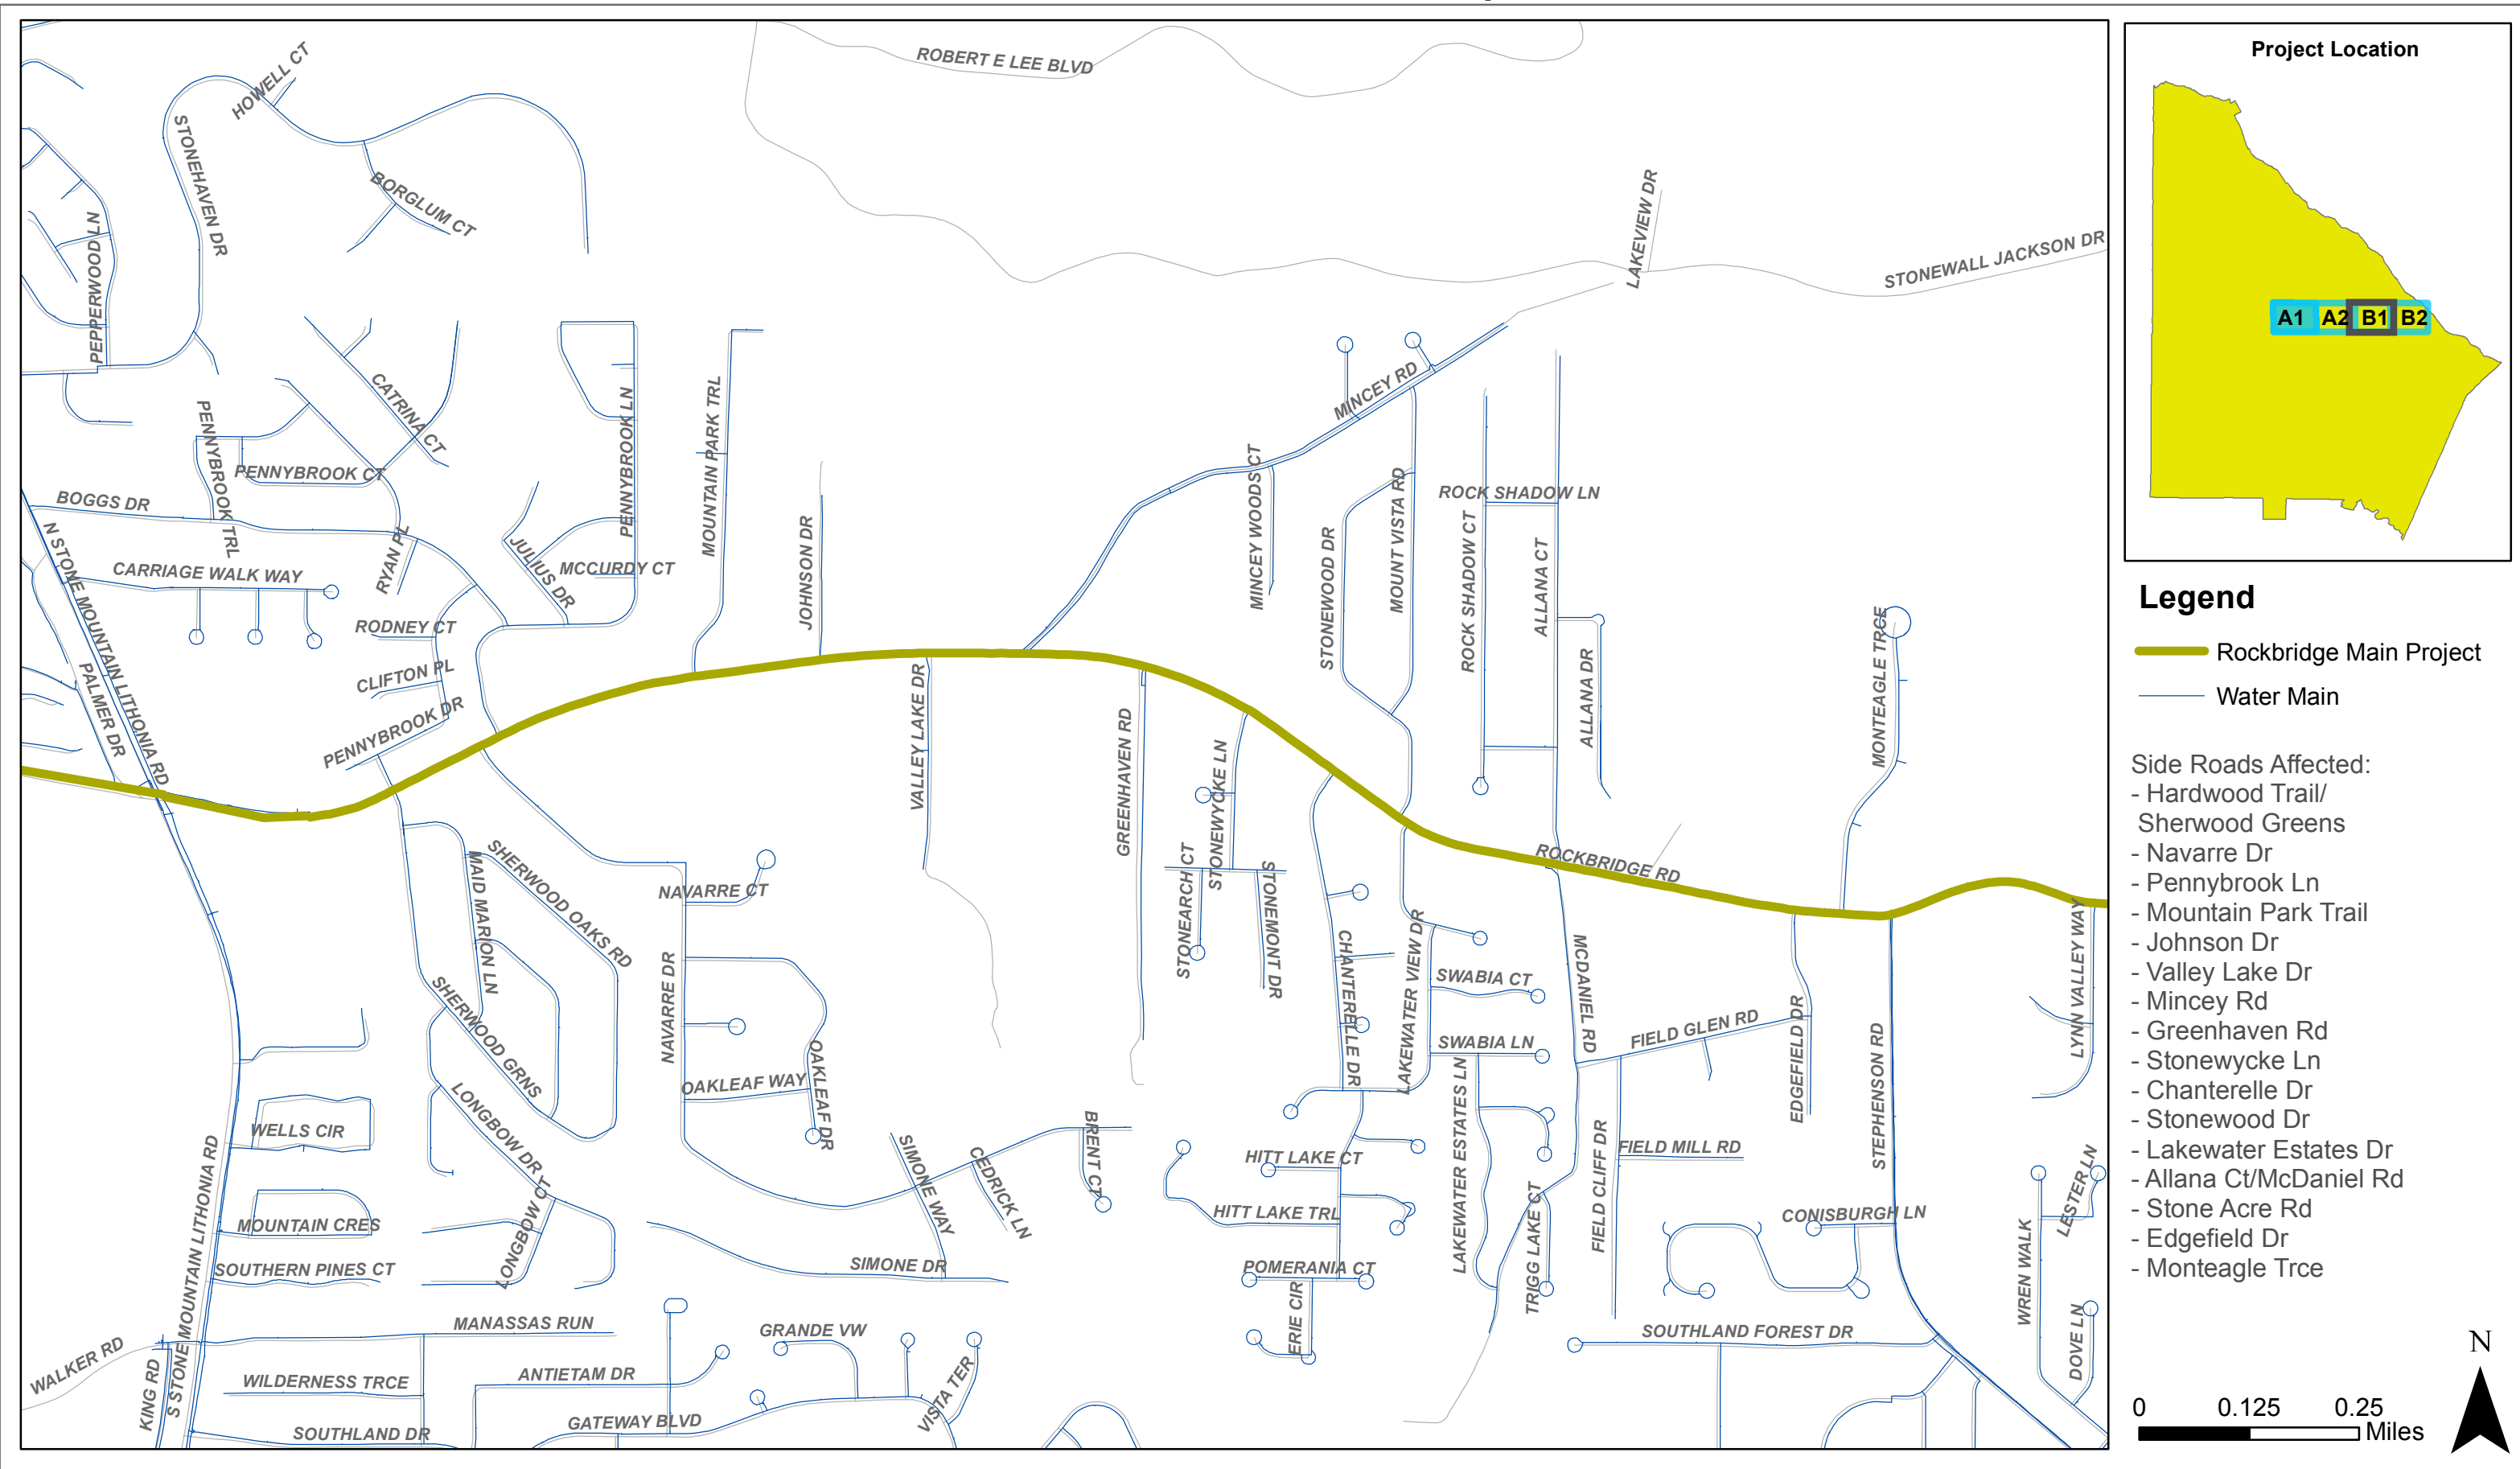 ROBERT E LEE BLVD
HOWELL CT
STONEHAVEN DR
BORGLUM CT
PEPPERWOOD LN
LAKEVIEW DR
STONEWALL JACKSON DR
CATRINA CT
PENNYBROOK LN
MOUNTAIN PARK TRL
MINCEY RD
PENNYBROOK TRL
PENNYBROOK CT
BOGGS DR
N STONE MOUNTAIN LITHONIA RD
CARRIAGE WALK WAY
RYAN PL
JULIUS DR
MCCURDY CT
JOHNSON DR
MINCEY WOODS CT
STONEWOOD DR
MOUNT VISTA RD
ROCK SHADOW LN
ROCK SHADOW CT
ALLANA CT
ALLANA DR
MONTEAGLE TRCE
RODNEY CT
CLIFTON PL
PALMER DR
PENNYBROOK DR
VALLEY LAKE DR
GREENHAVEN RD
STONEWYCKE LN
ROCKBRIDGE RD
MAID MARION LN
SHERWOOD OAKS RD
NAVARRE CT
STONEARCH CT
STONEMONT DR
CHANTERELLE DR
LAKEWATER VIEW DR
SWABIA CT
MCDANIEL RD
LYNN VALLEY WAY
NAVARRE DR
SHERWOOD GRNS
OAKLEAF WAY
OAKLEAF DR
SWABIA LN
FIELD GLEN RD
EDGEFIELD DR
STEPHENSON RD
LONGBOW DR
WELLS CIR
BRENT CT
LAKEWATER ESTATES LN
FIELD CLIFF DR
FIELD MILL RD
SIMONE WAY
CEDRICK LN
HITT LAKE CT
HITT LAKE TRL
TRIGG LAKE CT
CONISBURGH LN
LESTER LN
WREN WALK
MOUNTAIN CRES
LONGBOW CT
SOUTHERN PINES CT
S STONE MOUNTAIN LITHONIA RD
SIMONE DR
POMERANIA CT
ERIE CIR
MANASSAS RUN
GRANDE VW
SOUTHLAND FOREST DR
DOVE LN
WALKER RD
KING RD
WILDERNESS TRCE
ANTIETAM DR
VISTA TER
GATEWAY BLVD
SOUTHLAND DR
Project Location
A1 A2 B1 B2
Legend
Rockbridge Main Project
Water Main
Side Roads Affected:
- Hardwood Trail/
Sherwood Greens
- Navarre Dr
- Pennybrook Ln
- Mountain Park Trail
- Johnson Dr
- Valley Lake Dr
- Mincey Rd
- Greenhaven Rd
- Stonewycke Ln
- Chanterelle Dr
- Stonewood Dr
- Lakewater Estates Dr
- Allana Ct/McDaniel Rd
- Stone Acre Rd
- Edgefield Dr
- Monteagle Trce
N
0 0.125 0.25
Miles